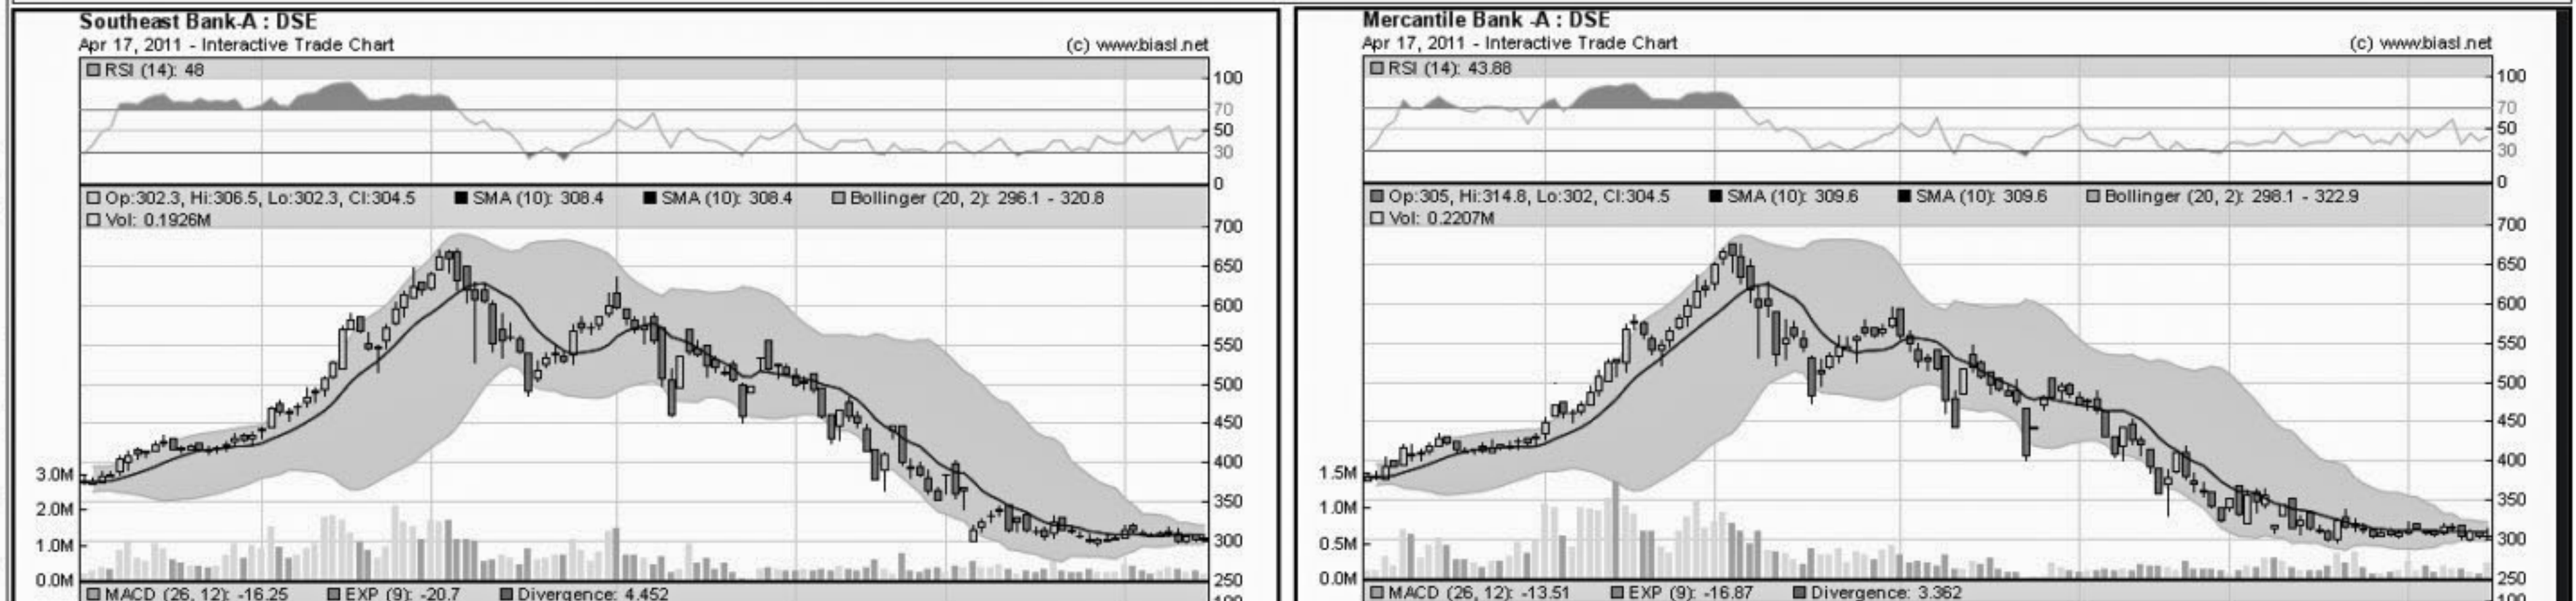 Southeast Bank-A : DSE
Apr 17, 2011 - Interactive Trade Chart (c) www.biasl.net
RSI (14): 48
100
70
50
30
0
Op:302.3, Hi:306.5, Lo:302.3, Cl:304.5 SMA (10): 308.4 SMA (10): 308.4 Bollinger (20, 2): 296.1 - 320.8
Vol: 0.1926M
700
650
600
550
500
450
400
350
300
250
3.0M
2.0M
1.0M
0.0M
MACD (26, 12): -16.25 EXP (9): -20.7 Divergence: 4.452
100
Mercantile Bank -A : DSE
Apr 17, 2011 - Interactive Trade Chart (c) www.biasl.net
RSI (14): 43.88
100
70
50
30
0
Op:305, Hi:314.8, Lo:302, Cl:304.5 SMA (10): 309.6 SMA (10): 309.6 Bollinger (20, 2): 298.1 - 322.9
Vol: 0.2207M
700
650
600
550
500
450
400
350
300
250
1.5M
1.0M
0.5M
0.0M
MACD (26, 12): -13.51 EXP (9): -16.87 Divergence: 3.362
100